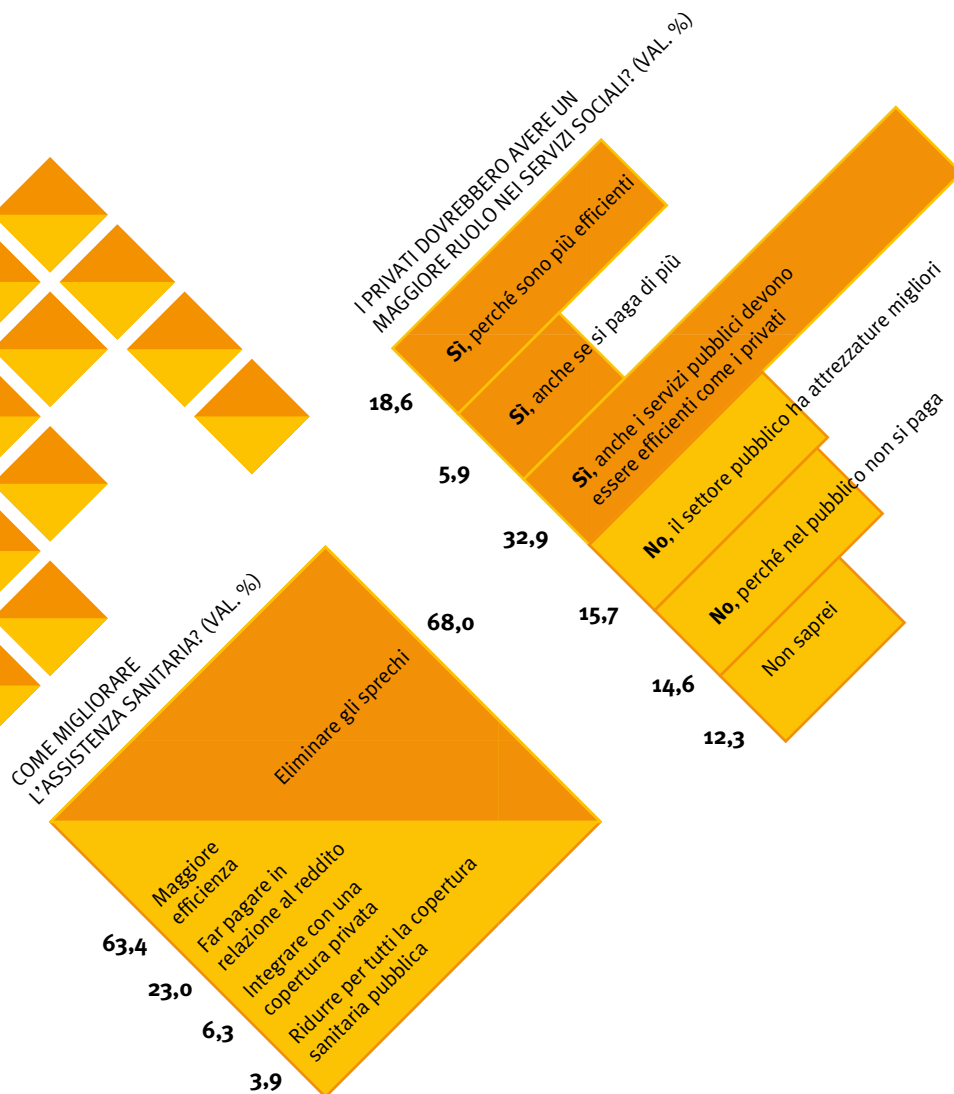 I PRIVATI DOVREBBERO AVERE UN
MAGGIORE RUOLO NEI SERVIZI SOCIALI? (VAL. %)
Sì, perché sono più efficienti
18,6
Sì, anche se si paga di più
5,9
Sì, anche i servizi pubblici devono
essere efficienti come i privati
32,9
No, il settore pubblico ha attrezzature migliori
15,7
No, perché nel pubblico non si paga
14,6
Non saprei
12,3
COME MIGLIORARE
L'ASSISTENZA SANITARIA? (VAL. %)
Eliminare gli sprechi
68,0
Maggiore
efficienza
63,4
Far pagare in
relazione al reddito
23,0
Integrare con una
copertura privata
6,3
Ridurre per tutti la copertura
sanitaria pubblica
3,9